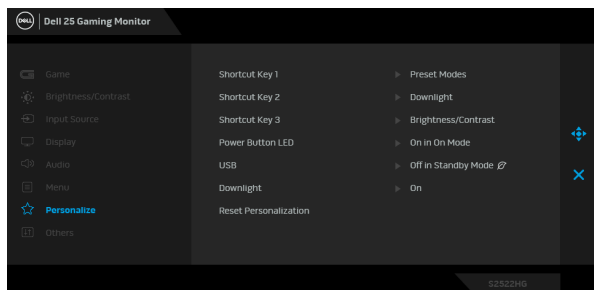 DELL
Dell 25 Gaming Monitor
Game
Brightness/Contrast
Input Source
Display
Audio
Menu
Personalize
Others
Shortcut Key 1 Preset Modes
Shortcut Key 2 Downlight
Shortcut Key 3 Brightness/Contrast
Power Button LED On in On Mode
USB Off in Standby Mode
Downlight On
Reset Personalization
S2522HG